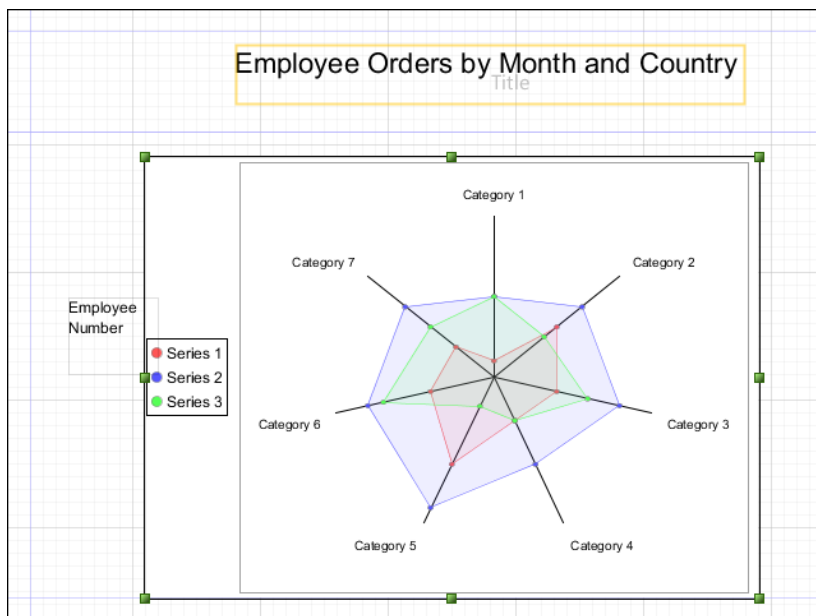 Employee Orders by Month and Country
Title
Category 1
Category 7
Category 2
Employee
Number
Series 1
Series 2
Series 3
Category 6
Category 3
Category 5
Category 4